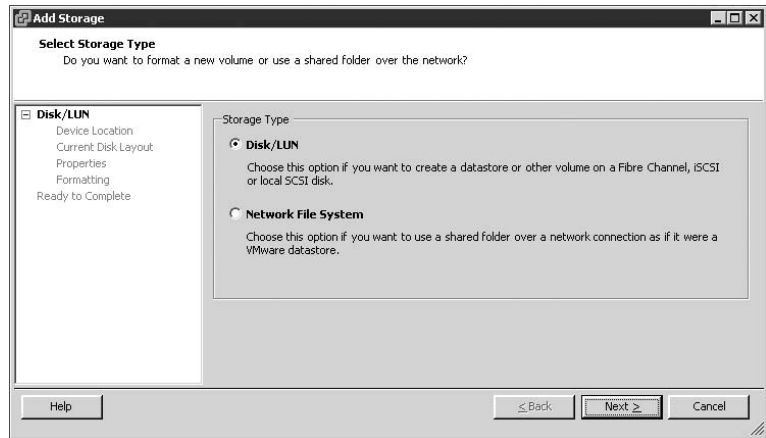 Add Storage
Select Storage Type
Do you want to format a new volume or use a shared folder over the network?
Disk/LUN
Device Location
Current Disk Layout
Properties
Formatting
Ready to Complete
Storage Type
Disk/LUN
Choose this option if you want to create a datastore or other volume on a Fibre Channel, iSCSI
or local SCSI disk.
Network File System
Choose this option if you want to use a shared folder over a network connection as if it were a
VMware datastore.
Help
≤ Back
Next ≥
Cancel